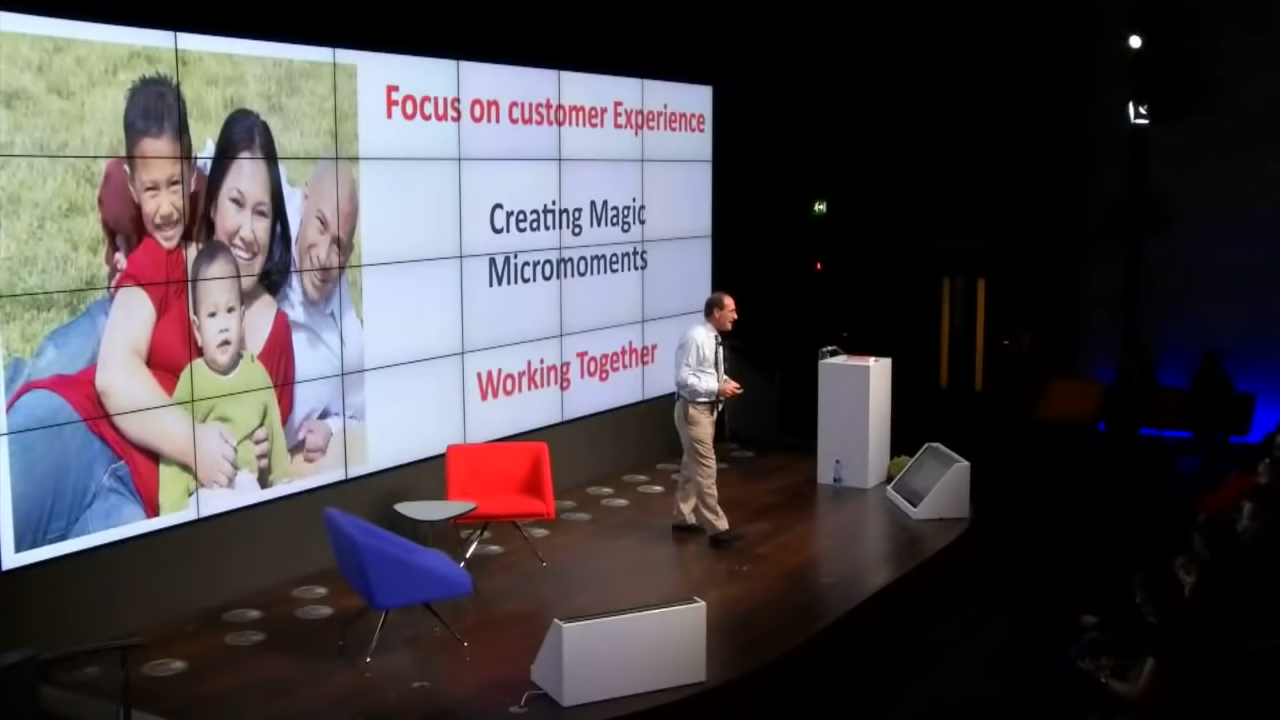 Focus on customer Experience
Creating Magic
Micromoments
Working Together